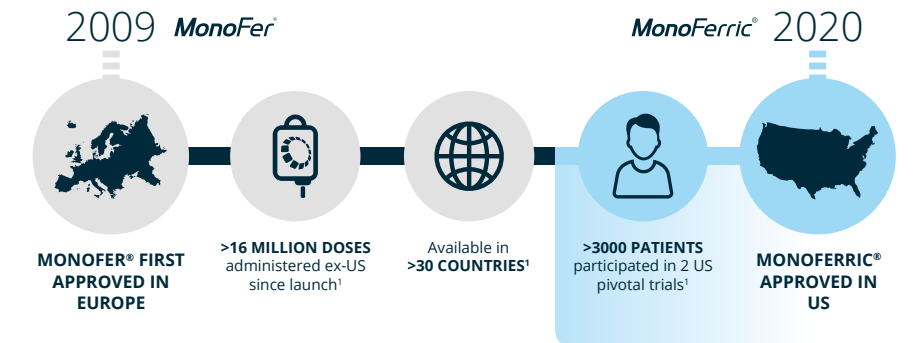 2009 MonoFer®
MonoFerric® 2020
MONOFER® FIRST
APPROVED IN
EUROPE
>16 MILLION DOSES
administered ex-US
since launch¹
Available in
>30 COUNTRIES¹
>3000 PATIENTS
participated in 2 US
pivotal trials¹
MONOFERRIC®
APPROVED IN
US